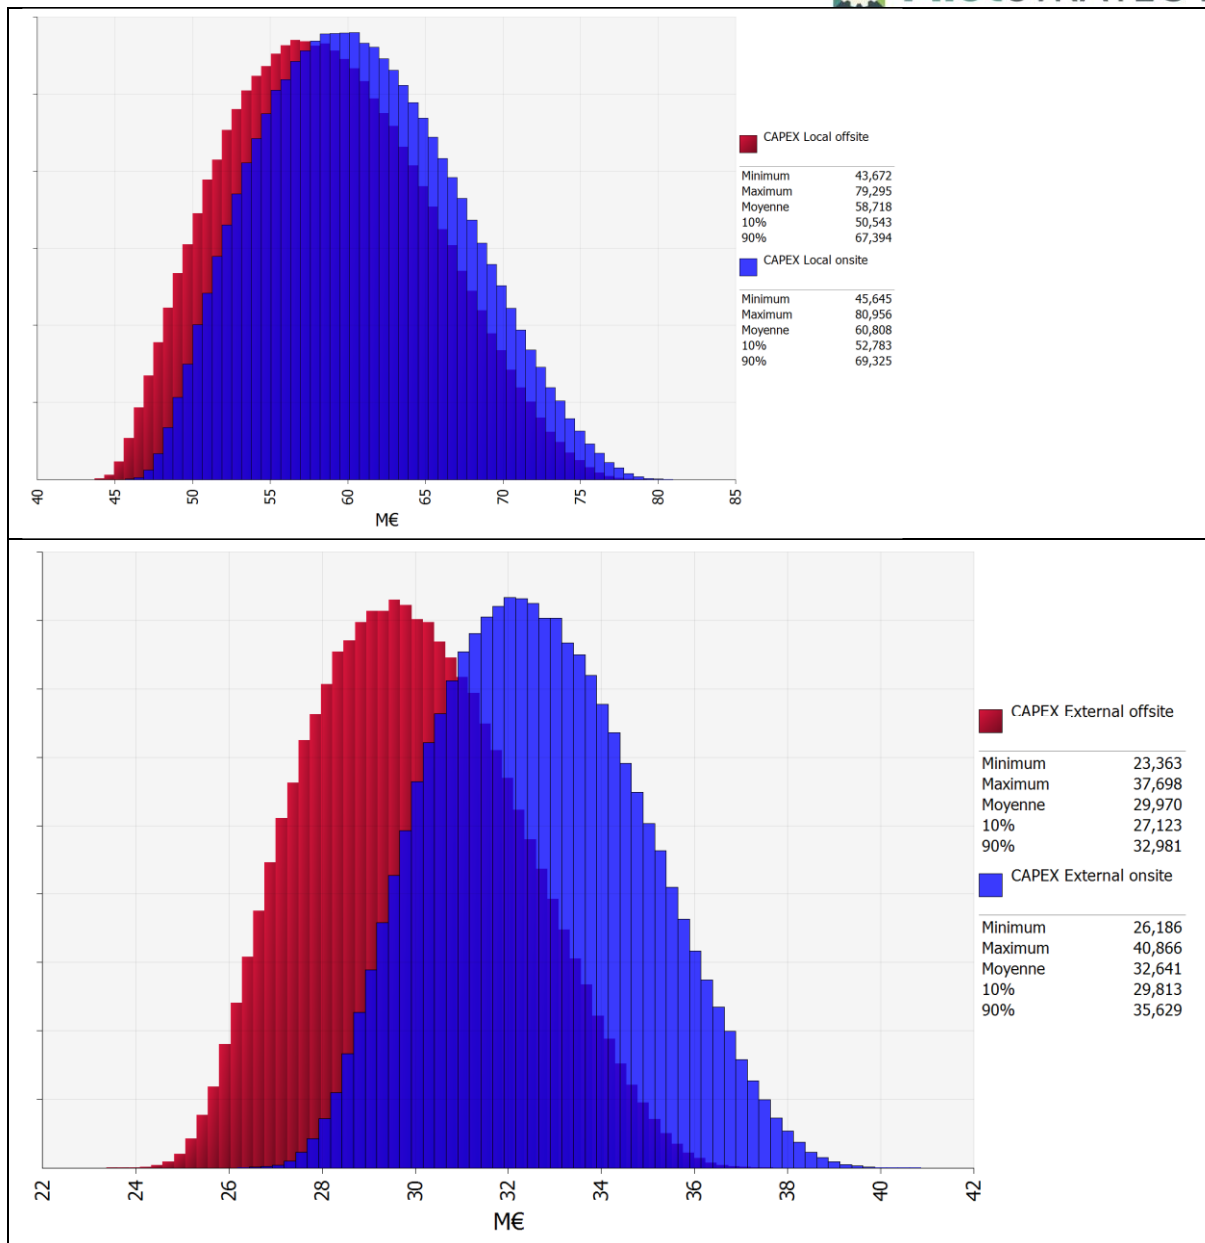 CAPEX Local offsite
Minimum 43,672
Maximum 79,295
Moyenne 58,718
10% 50,543
90% 67,394
CAPEX Local onsite
Minimum 45,645
Maximum 80,956
Moyenne 60,808
10% 52,783
90% 69,325
40 45 50 55 60 65 70 75 80 85
M€
CAPEX External offsite
Minimum 23,363
Maximum 37,698
Moyenne 29,970
10% 27,123
90% 32,981
CAPEX External onsite
Minimum 26,186
Maximum 40,866
Moyenne 32,641
10% 29,813
90% 35,629
22 24 26 28 30 32 34 36 38 40 42
M€